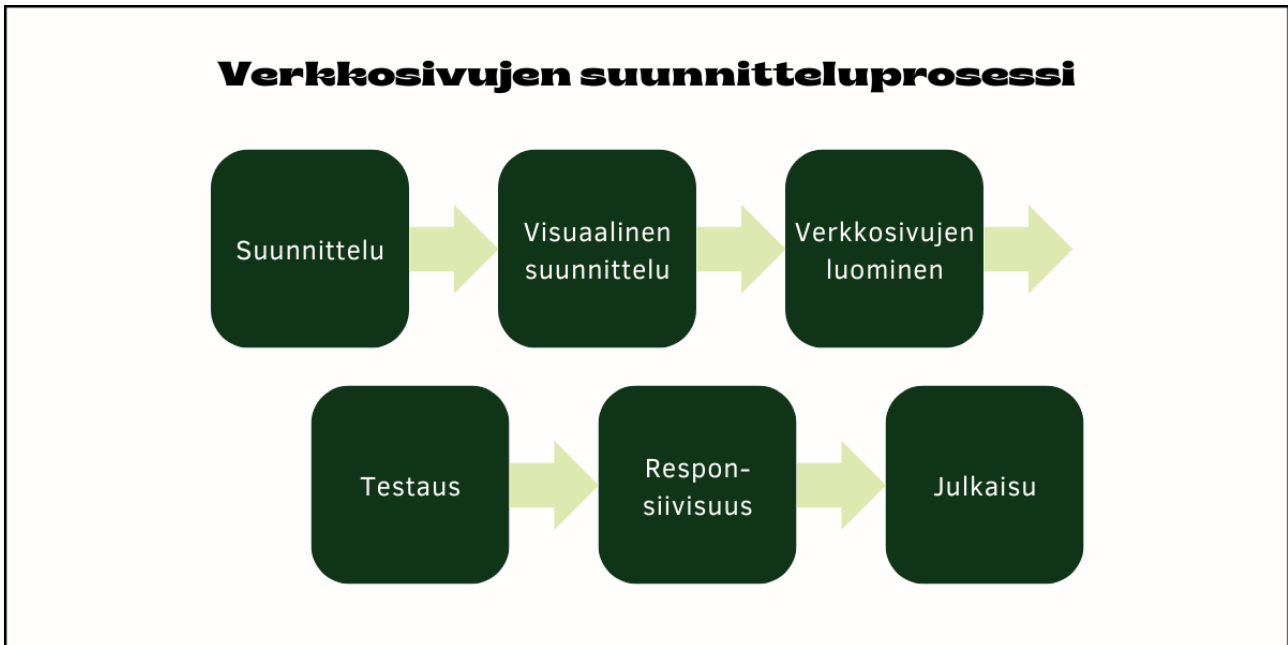 Verkkosivujen suunnitteluprosessi
Suunnittelu
Visuaalinen
suunnittelu
Verkkosivujen
luominen
Testaus
Respon-
siivisuus
Julkaisu